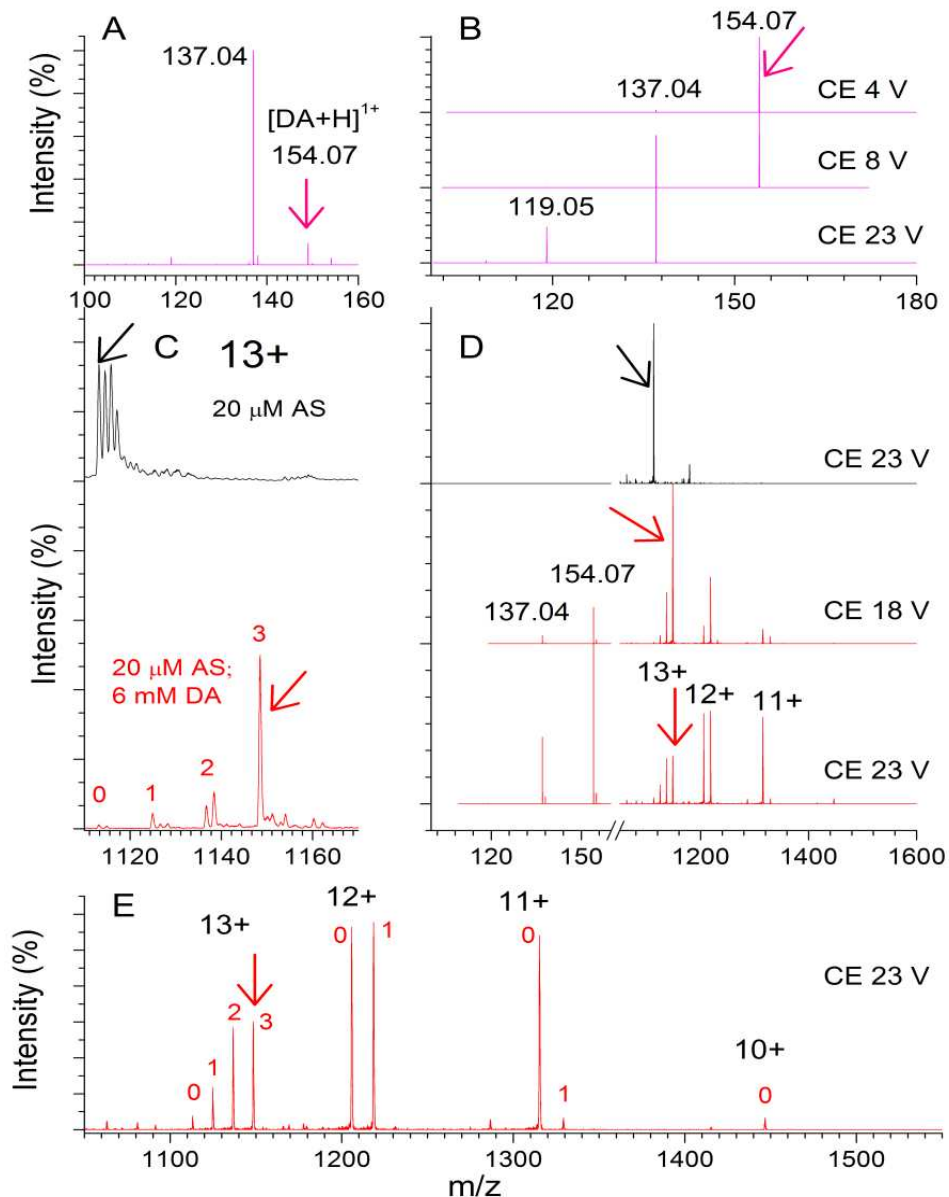 A
137.04
[DA+H]1+
154.07
Intensity (%)
100 120 140 160
B
154.07
137.04
CE 4 V
CE 8 V
119.05
CE 23 V
120 150 180
C
13+
20 μM AS
Intensity (%)
20 μM AS;
6 mM DA
0 1 2 3
1120 1140 1160
D
CE 23 V
137.04
154.07
CE 18 V
13+
12+
11+
CE 23 V
120 150 1200 1400 1600
E
13+
12+
11+
10+
CE 23 V
0 1 2 3
0 1
0 1
0
Intensity (%)
1100 1200 1300 1400 1500
m/z